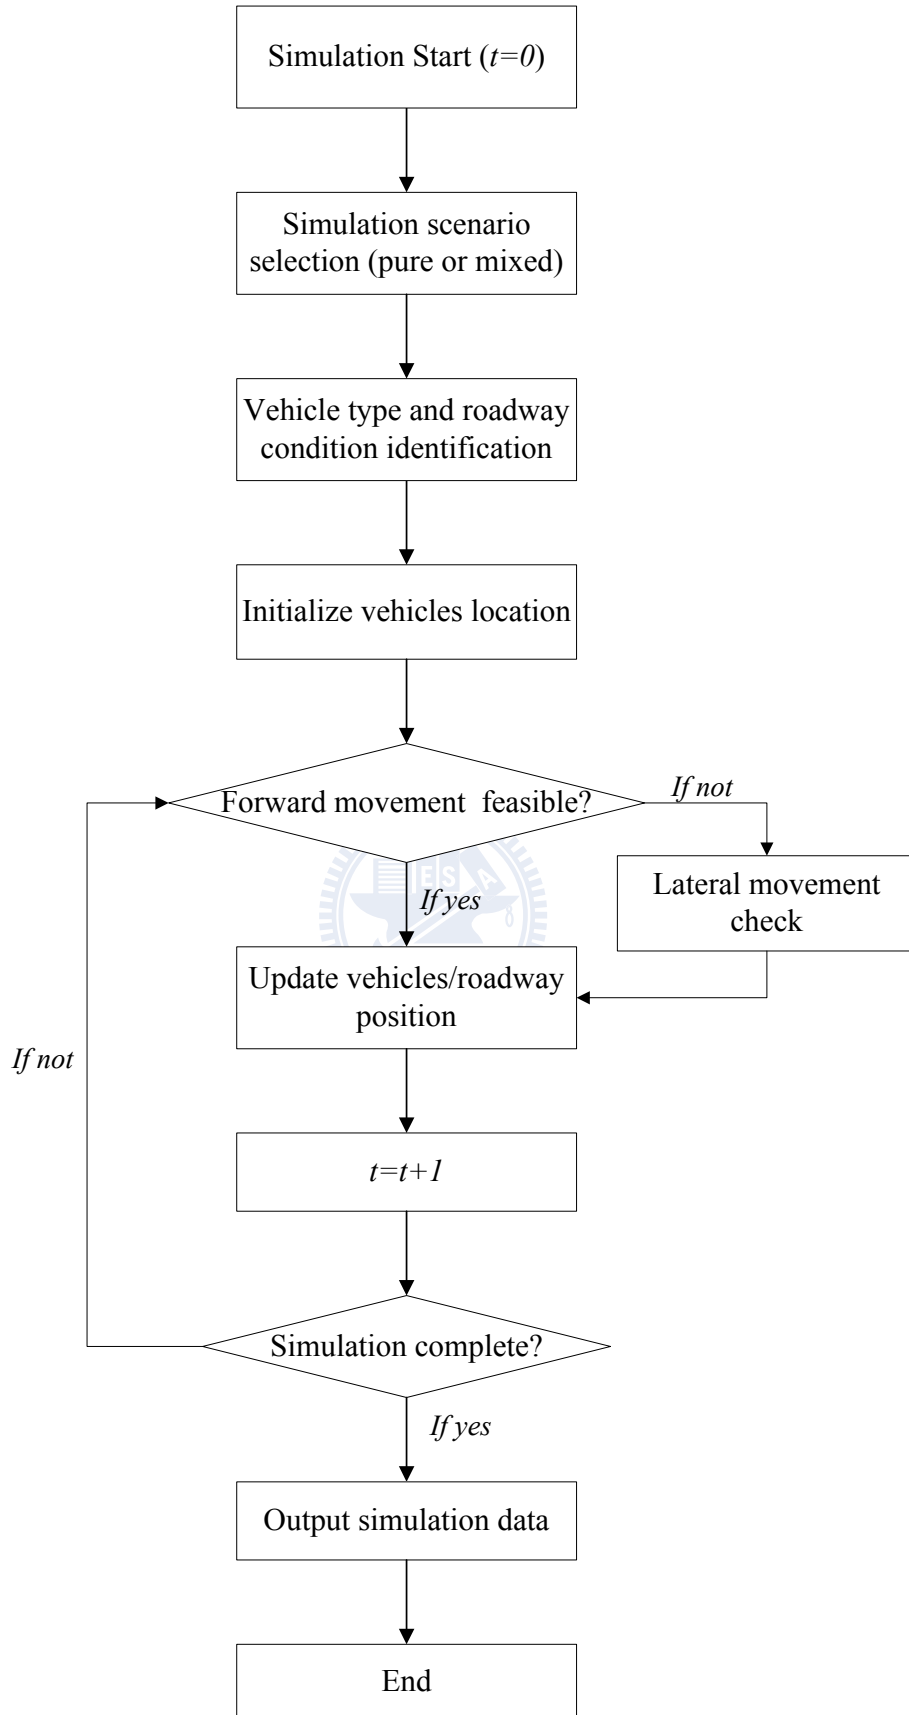 Simulation Start (t=0)
Simulation scenario
selection (pure or mixed)
Vehicle type and roadway
condition identification
Initialize vehicles location
Forward movement feasible?
If not
Lateral movement
check
ESA
If yes
Update vehicles/roadway
position
If not
t=t+1
Simulation complete?
If yes
Output simulation data
End